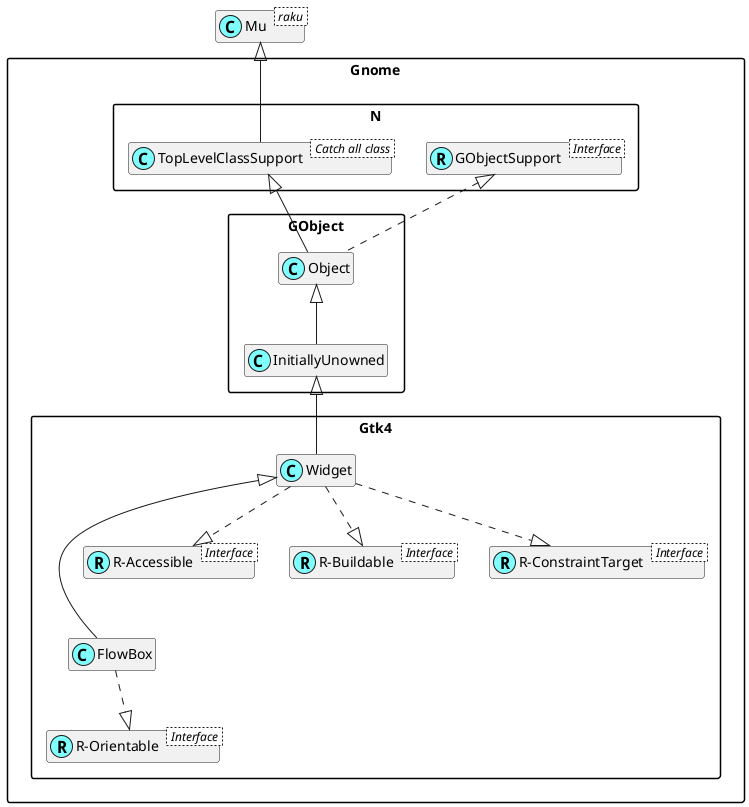 C Mu raku
Gnome
N
C TopLevelClassSupport Catch all class
R GObjectSupport Interface
GObject
C Object
C InitiallyUnowned
Gtk4
C Widget
R R-Accessible Interface
R R-Buildable Interface
R R-ConstraintTarget Interface
C FlowBox
R R-Orientable Interface